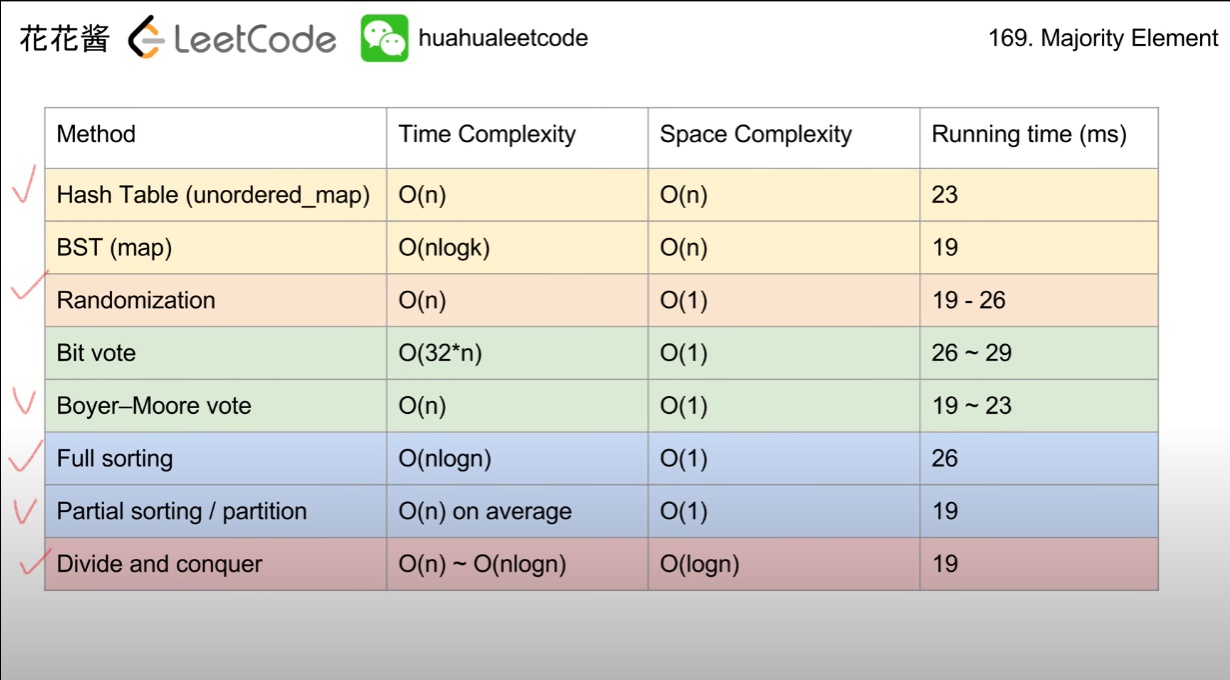 花花酱 LeetCode huahualeetcode 169. Majority Element
Method Time Complexity Space Complexity Running time (ms)
Hash Table (unordered_map) O(n) O(n) 23
BST (map) O(nlogk) O(n) 19
Randomization O(n) O(1) 19 - 26
Bit vote O(32*n) O(1) 26 ~ 29
Boyer–Moore vote O(n) O(1) 19 ~ 23
Full sorting O(nlogn) O(1) 26
Partial sorting / partition O(n) on average O(1) 19
Divide and conquer O(n) ~ O(nlogn) O(logn) 19